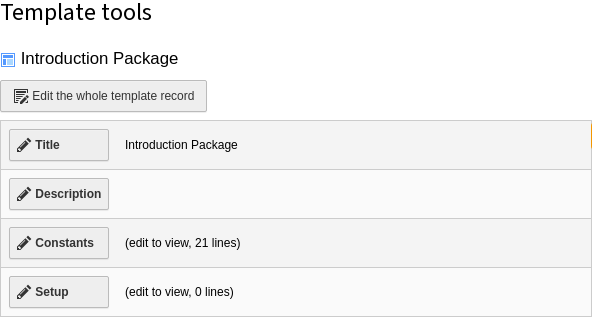 Template tools
Introduction Package
Edit the whole template record
Title Introduction Package
Description
Constants (edit to view, 21 lines)
Setup (edit to view, 0 lines)